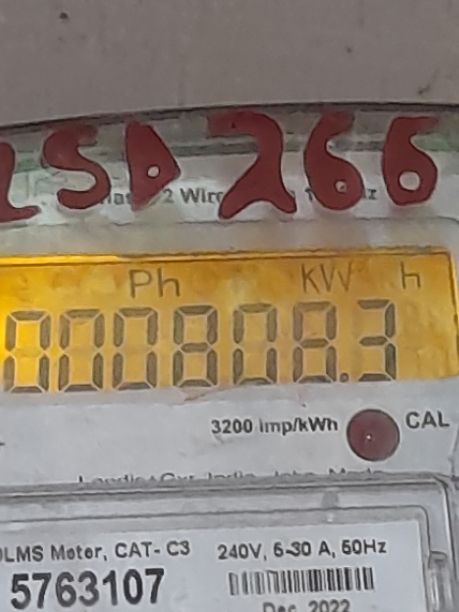 LSD 266
2 Wire
Ph KW h
000808.3
3200 imp/kWh CAL
DLMS Meter, CAT- C3 240V, 5-30 A, 50Hz
5763107
Dec 2022